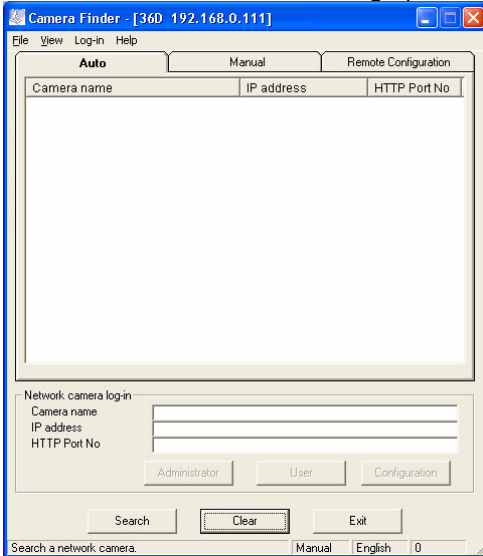 Camera Finder - [36D 192.168.0.111]
File View Log-in Help
Auto Manual Remote Configuration
Camera name IP address HTTP Port No
Network camera log-in
Camera name
IP address
HTTP Port No
Administrator User Configuration
Search Clear Exit
Search a network camera. Manual English 0